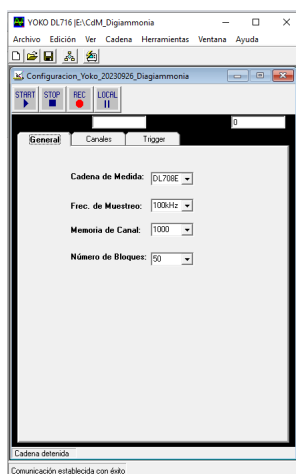 YOKO DL716 |E:\CdM_Digiammonia
Archivo Edición Ver Cadena Herramientas Ventana Ayuda
Configuracion_Yoko_20230926_Diagiammonia
START STOP REC LOCAL
0
General Canales Trigger
Cadena de Medida: DL708E
Frec. de Muestreo: 100kHz
Memoria de Canal: 1000
Número de Bloques: 50
Cadena detenida
Comunicación establecida con éxito